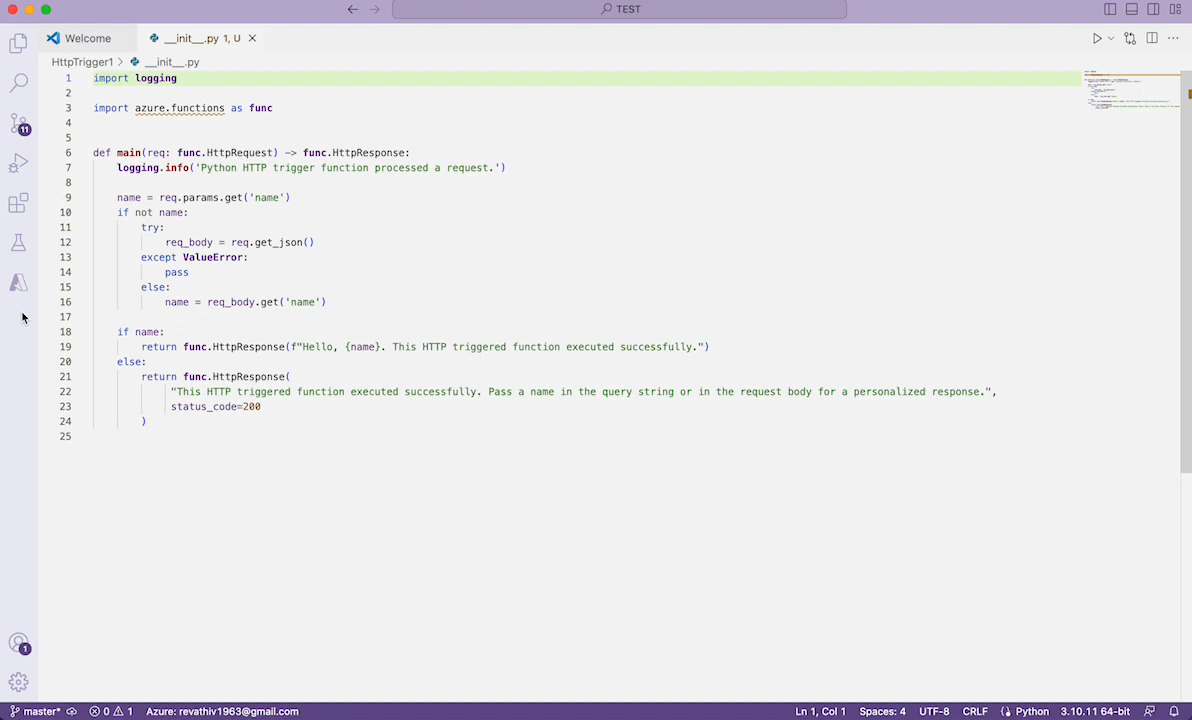 TEST
Welcome
__init__.py 1, U
HttpTrigger1 > __init__.py
1 import logging
2
3 import azure.functions as func
4
5
6 def main(req: func.HttpRequest) -> func.HttpResponse:
7 logging.info('Python HTTP trigger function processed a request.')
8
9 name = req.params.get('name')
10 if not name:
11 try:
12 req_body = req.get_json()
13 except ValueError:
14 pass
15 else:
16 name = req_body.get('name')
17
18 if name:
19 return func.HttpResponse(f"Hello, {name}. This HTTP triggered function executed successfully.")
20 else:
21 return func.HttpResponse(
22 "This HTTP triggered function executed successfully. Pass a name in the query string or in the request body for a personalized response.",
23 status_code=200
24 )
25
11
1
master* 0 1 Azure: revathiv1963@gmail.com Ln 1, Col 1 Spaces: 4 UTF-8 CRLF Python 3.10.11 64-bit